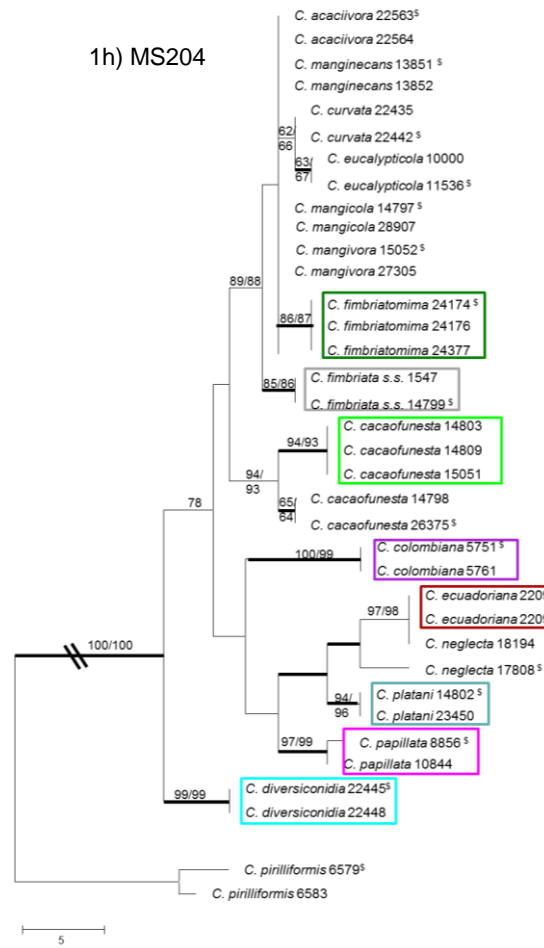 1h) MS204
C. acaciivora 22563 $
C. acaciivora 22564
C. manginecans 13851 $
C. manginecans 13852
C. curvata 22435
62/
66
C. curvata 22442 $
63/
67
C. eucalypticola 10000
C. eucalypticola 11536 $
C. mangicola 14797 $
C. mangicola 28907
C. mangivora 15052 $
C. mangivora 27305
89/88
C. fimbriatomima 24174 $
86/87
C. fimbriatomima 24176
C. fimbriatomima 24377
C. fimbriata s.s. 1547
85/86
C. fimbriata s.s. 14799 $
C. cacaofunesta 14803
94/93
C. cacaofunesta 14809
C. cacaofunesta 15051
94/
93
65/
64
C. cacaofunesta 14798
C. cacaofunesta 26375 $
78
C. colombiana 5751 $
100/99
C. colombiana 5761
C. ecuadoriana 2209
97/98
C. ecuadoriana 2209
C. neglecta 18194
C. neglecta 17808 $
100/100
94/
96
C. platani 14802 $
C. platani 23450
97/99
C. papillata 8856 $
C. papillata 10844
99/99
C. diversiconidia 22445 $
C. diversiconidia 22448
C. pirilliformis 6579 $
C. pirilliformis 6583
5